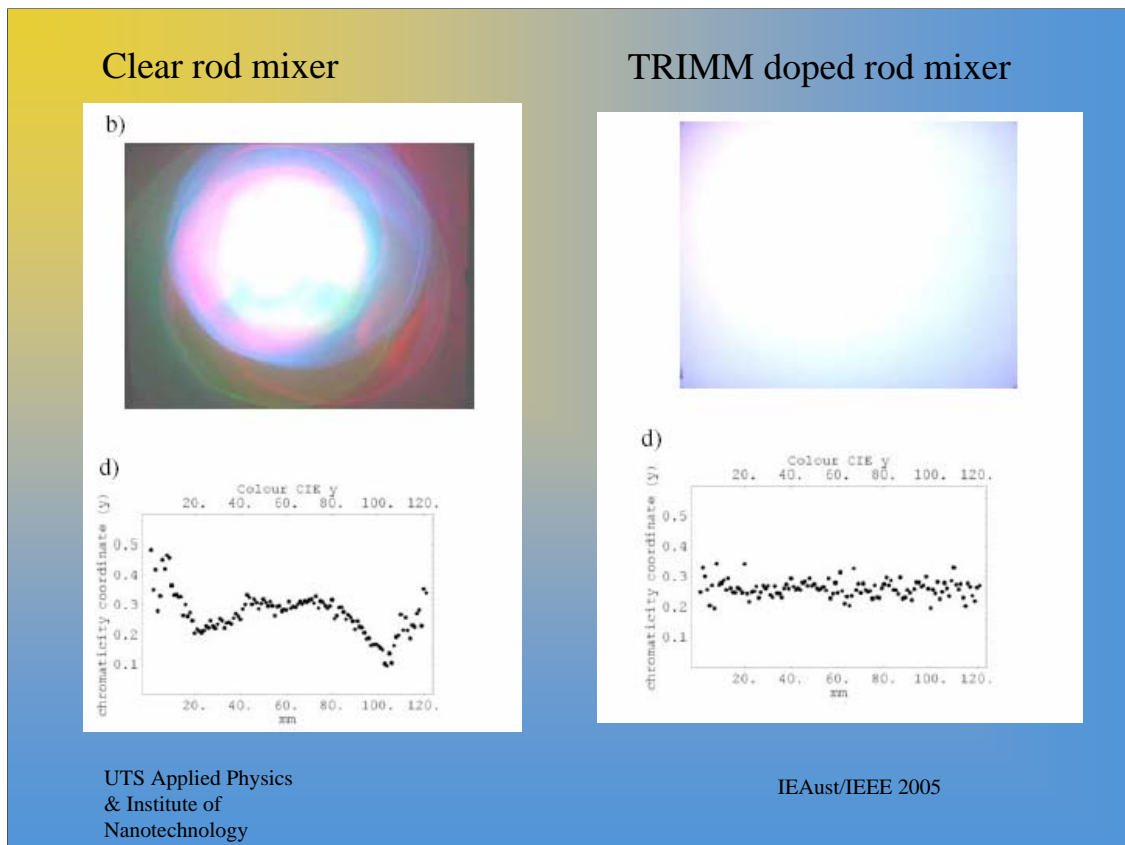 Clear rod mixer
TRIMM doped rod mixer
b)
d)
Colour CIE y
20. 40. 60. 80. 100. 120.
chromaticity coordinate (y)
0.5
0.4
0.3
0.2
0.1
20. 40. 60. 80. 100. 120.
mm
d)
Colour CIE y
20. 40. 60. 80. 100. 120.
chromaticity coordinate (y)
0.5
0.4
0.3
0.2
0.1
20. 40. 60. 80. 100. 120.
mm
UTS Applied Physics
& Institute of
Nanotechnology
IEAust/IEEE 2005